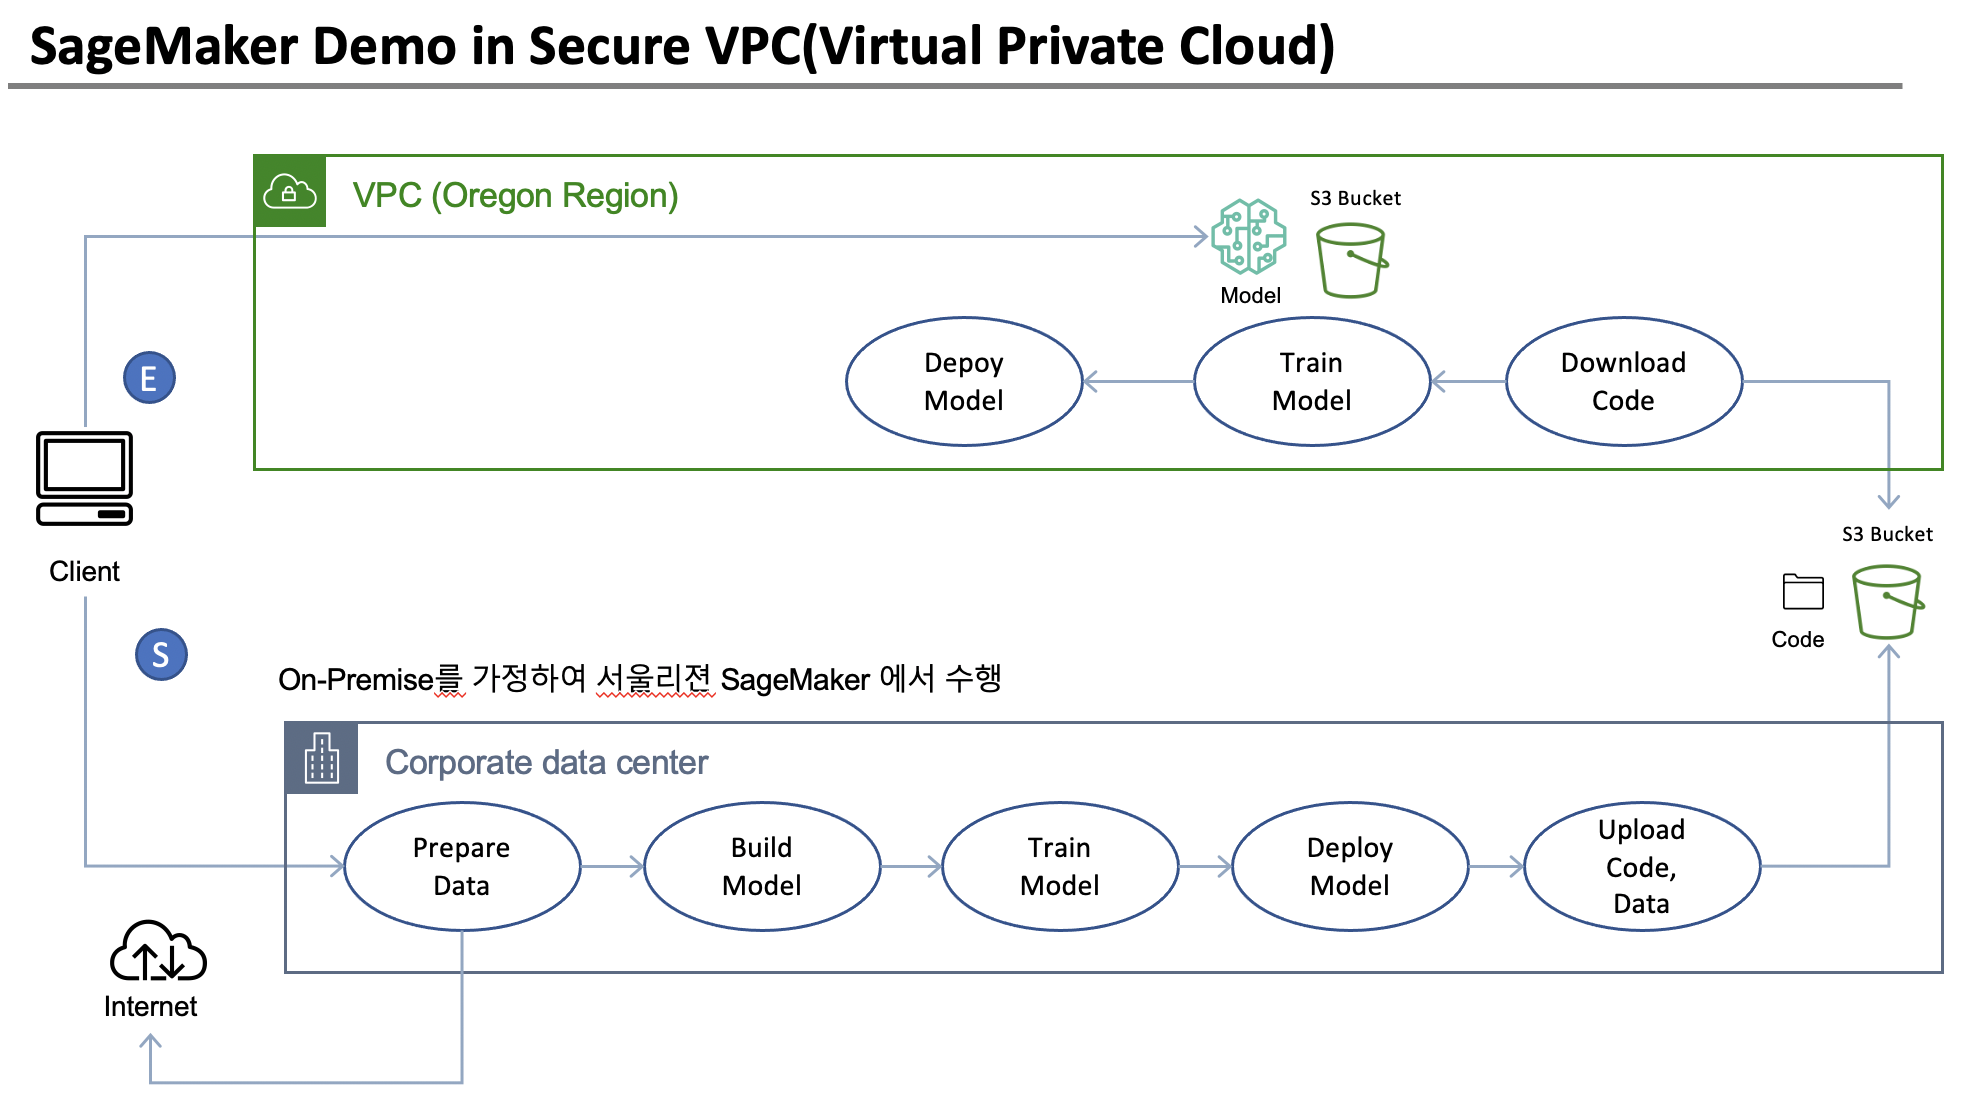 SageMaker Demo in Secure VPC(Virtual Private Cloud)
VPC (Oregon Region)
S3 Bucket
Model
E
Depoy
Model
Train
Model
Download
Code
Client
S3 Bucket
Code
S
On-Premise를 가정하여 서울리젼 SageMaker 에서 수행
Corporate data center
Prepare
Data
Build
Model
Train
Model
Deploy
Model
Upload
Code,
Data
Internet